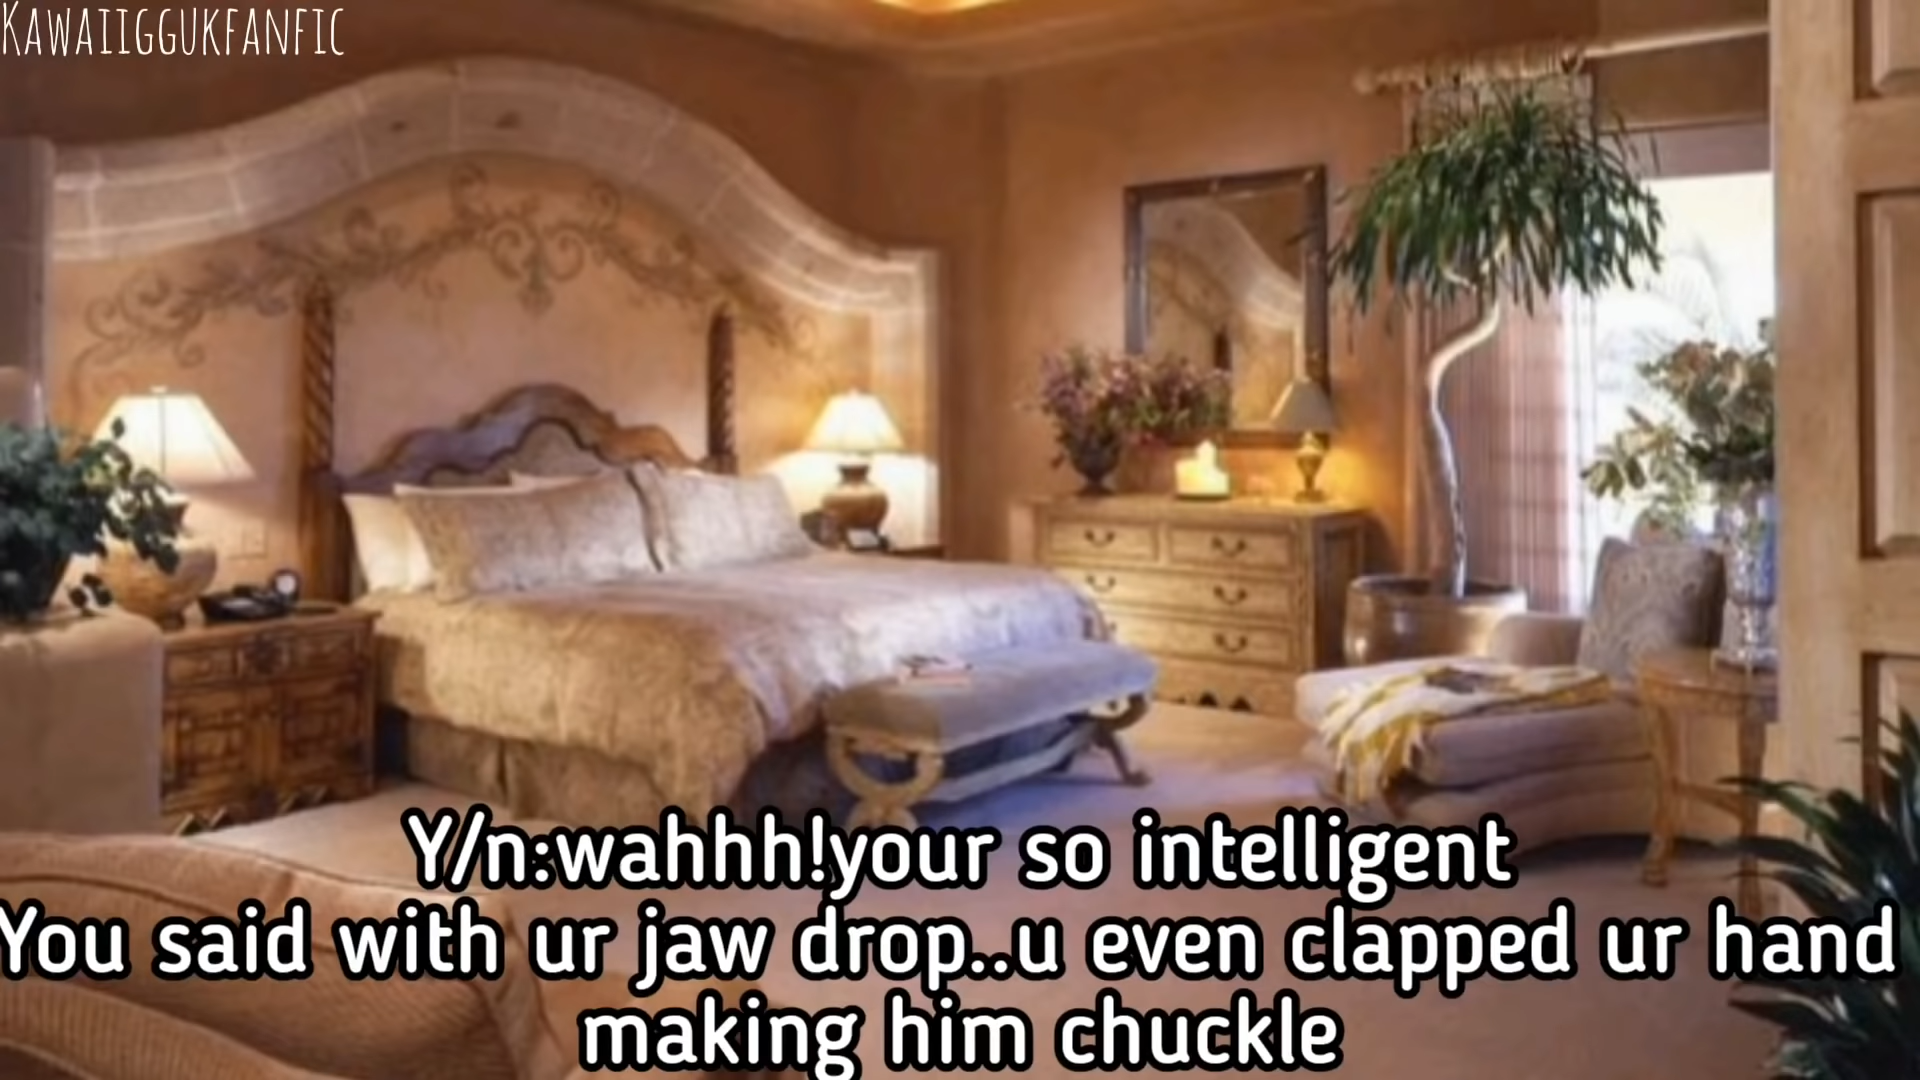 KAWAIIGGUKFANFIC
Y/n:wahhh!your so intelligent
You said with ur jaw drop..u even clapped ur hand
making him chuckle